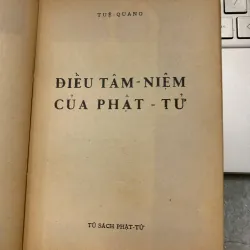 TUỆ-QUANG
ĐIỀU TÂM-NIỆM
CỦA PHẬT - TỬ
TỦ SÁCH PHẬT-TỬ